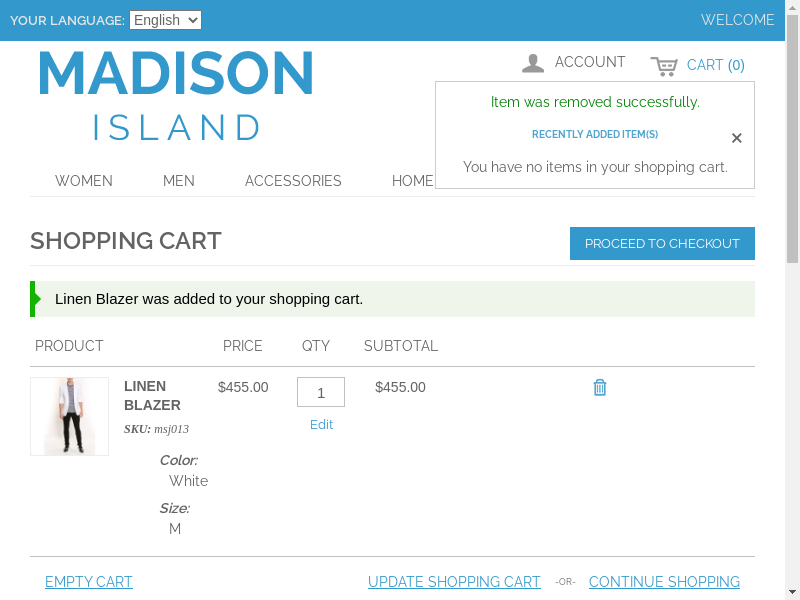 YOUR LANGUAGE: English
WELCOME
MADISON
ISLAND
ACCOUNT
CART (0)
Item was removed successfully.
RECENTLY ADDED ITEM(S)
×
You have no items in your shopping cart.
WOMEN MEN ACCESSORIES HOME
SHOPPING CART
PROCEED TO CHECKOUT
Linen Blazer was added to your shopping cart.
PRODUCT PRICE QTY SUBTOTAL
LINEN BLAZER $455.00 1 $455.00
SKU: msj013
Edit
Color:
White
Size:
M
EMPTY CART UPDATE SHOPPING CART -OR- CONTINUE SHOPPING